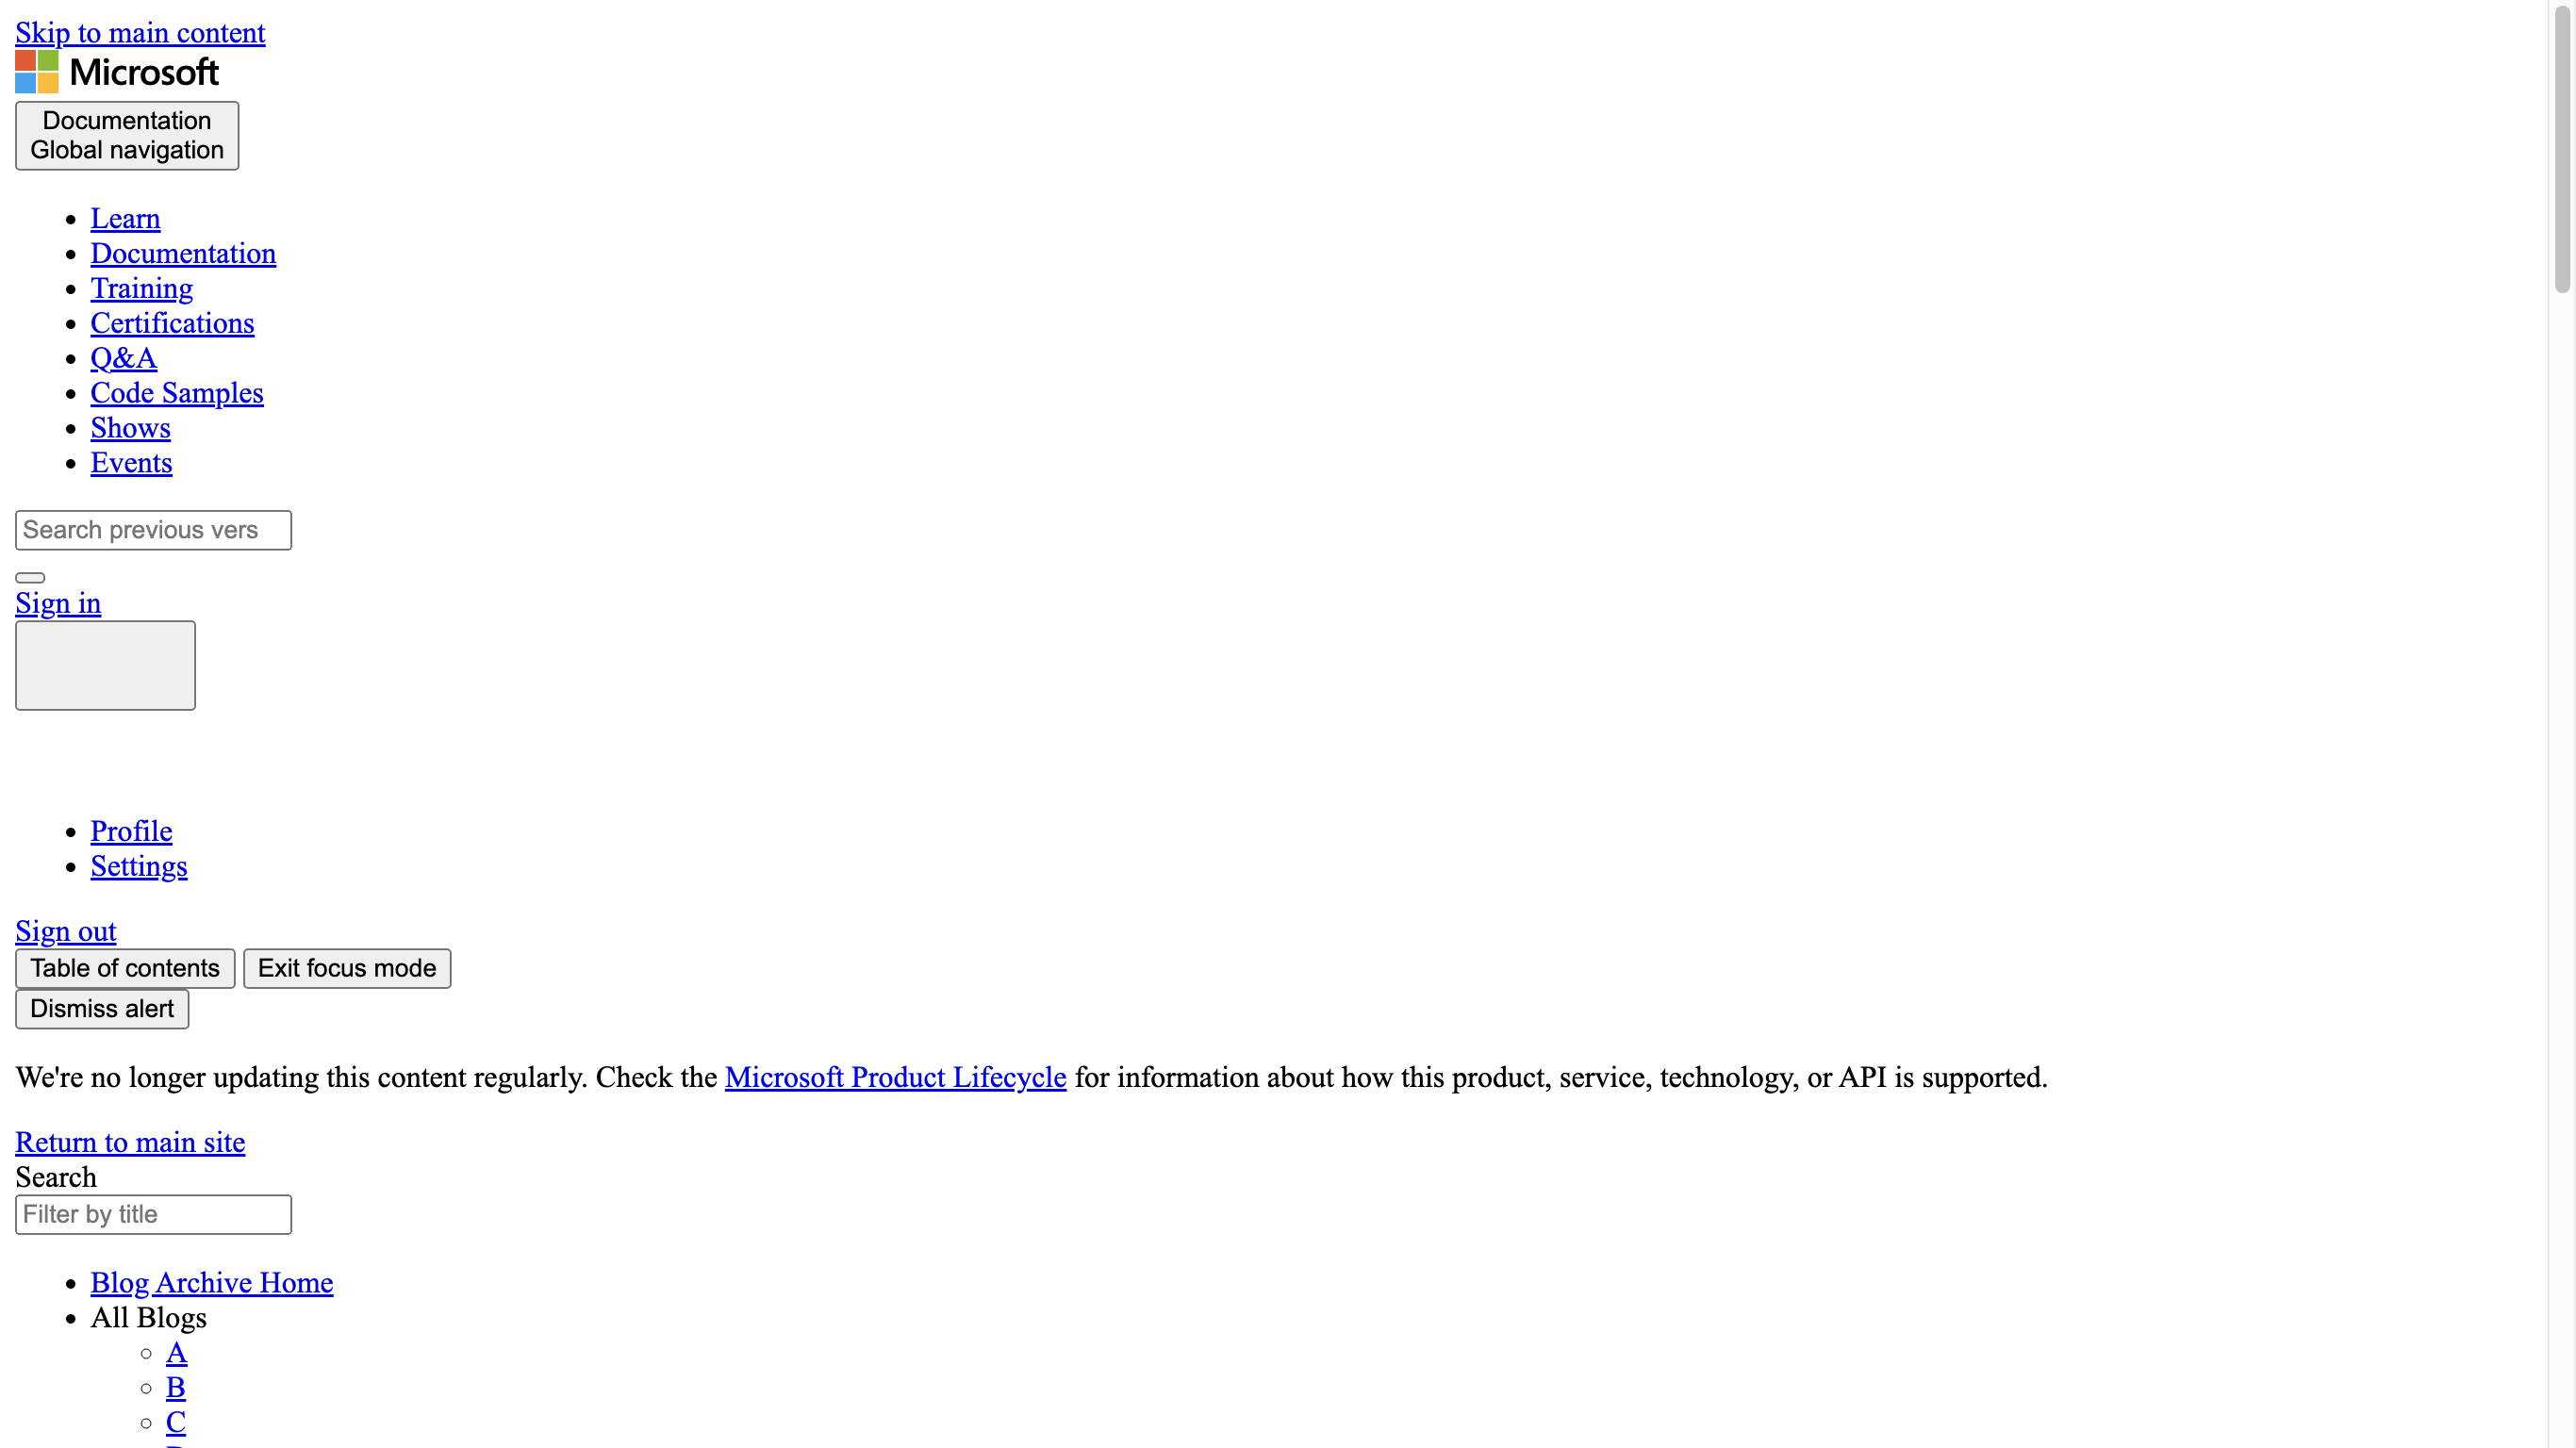 Skip to main content
Microsoft
Documentation
Global navigation
Learn
Documentation
Training
Certifications
Q&A
Code Samples
Shows
Events
Search previous vers
Sign in
Profile
Settings
Sign out
Table of contents Exit focus mode
Dismiss alert
We're no longer updating this content regularly. Check the Microsoft Product Lifecycle for information about how this product, service, technology, or API is supported.
Return to main site
Search
Filter by title
Blog Archive Home
All Blogs
A
B
C